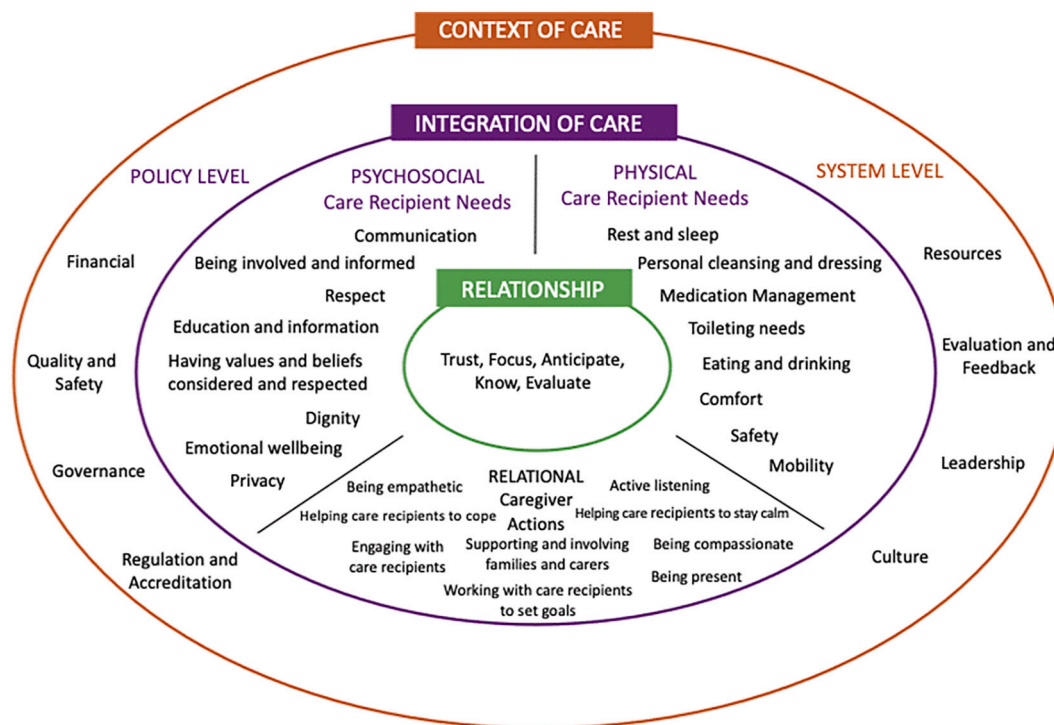 CONTEXT OF CARE
INTEGRATION OF CARE
POLICY LEVEL
Financial
Quality and
Safety
Governance
Regulation and
Accreditation
PSYCHOSOCIAL
Care Recipient Needs
Communication
Being involved and informed
Respect
Education and information
Having values and beliefs
considered and respected
Dignity
Emotional wellbeing
Privacy
PHYSICAL
Care Recipient Needs
Rest and sleep
Personal cleansing and dressing
Medication Management
Toileting needs
Eating and drinking
Comfort
Safety
Mobility
SYSTEM LEVEL
Resources
Evaluation and
Feedback
Leadership
Culture
RELATIONSHIP
Trust, Focus, Anticipate,
Know, Evaluate
RELATIONAL
Caregiver
Actions
Being empathetic
Active listening
Helping care recipients to cope
Helping care recipients to stay calm
Engaging with
care recipients
Supporting and involving
families and carers
Being compassionate
Being present
Working with care recipients
to set goals